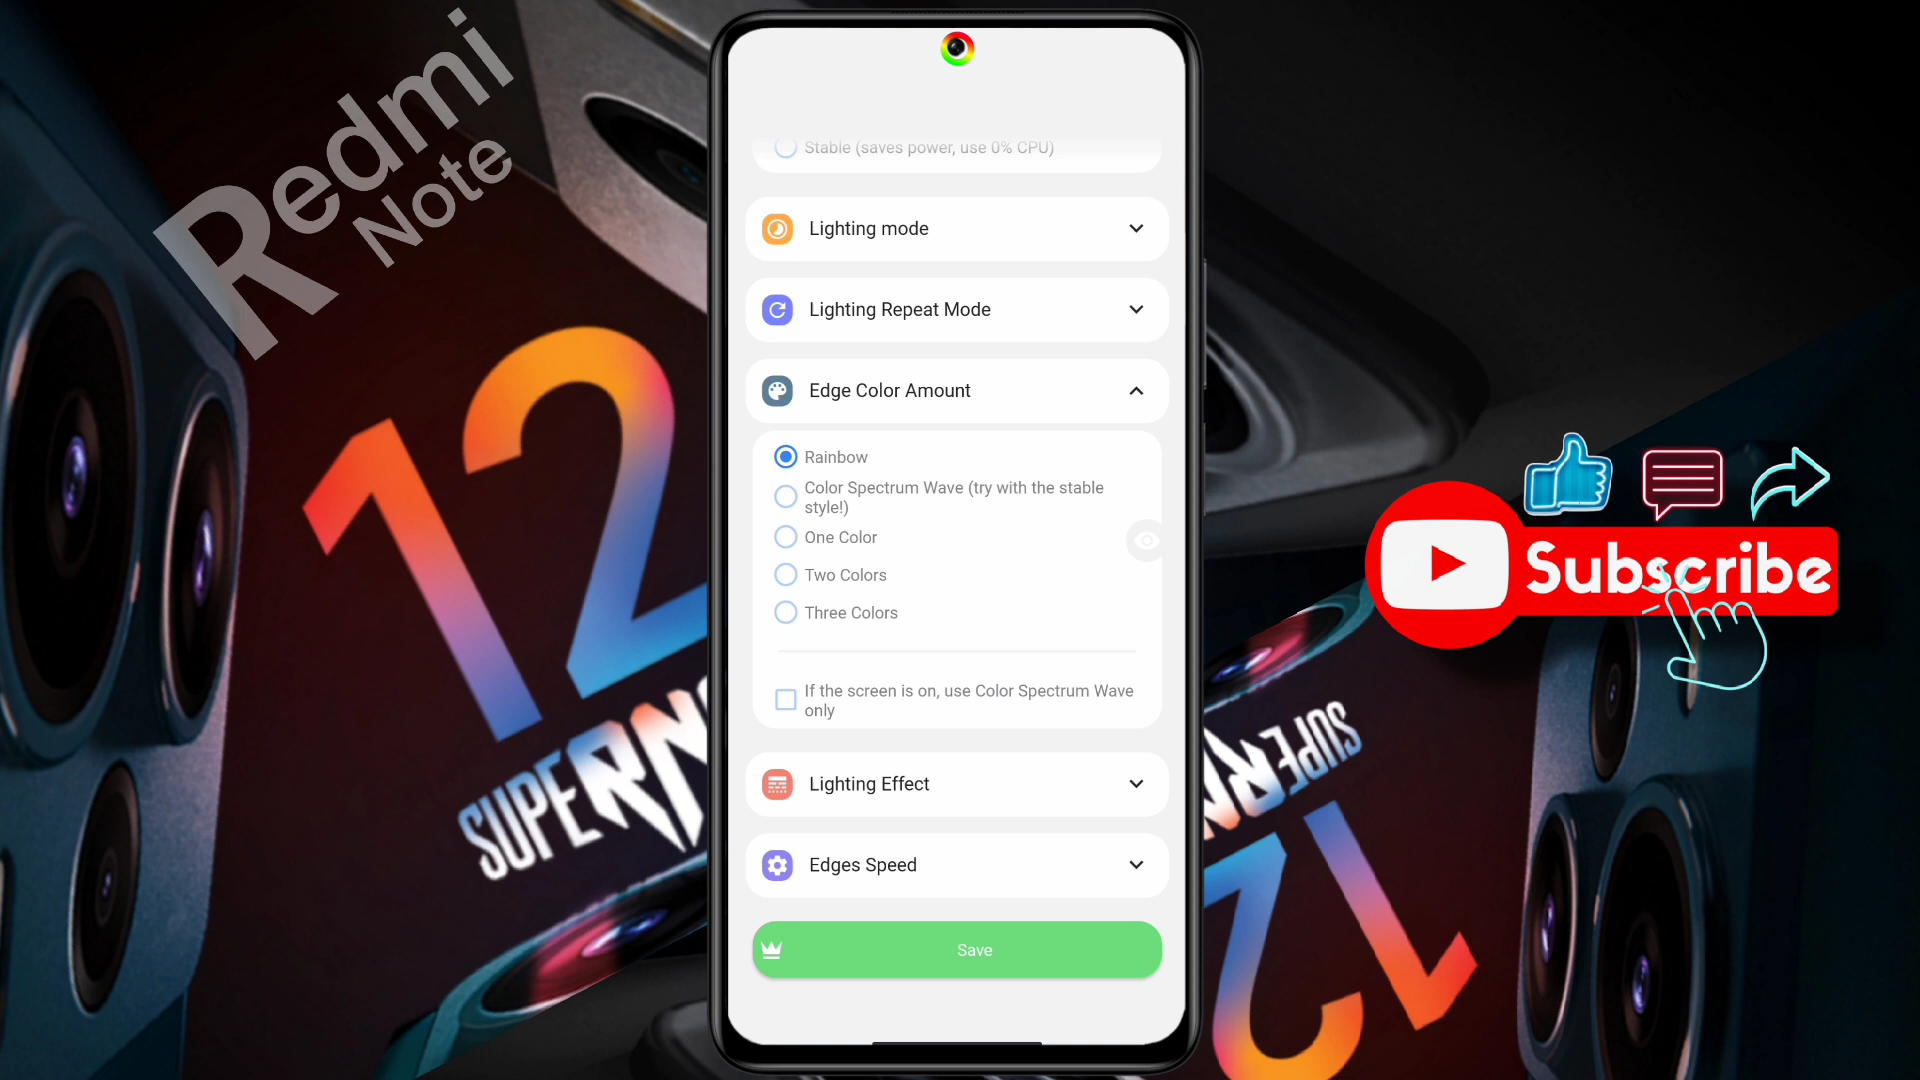 Redmi
Note
12
SUPERN
Stable (saves power, use 0% CPU)
Lighting mode
Lighting Repeat Mode
Edge Color Amount
Rainbow
Color Spectrum Wave (try with the stable
style!)
One Color
Two Colors
Three Colors
If the screen is on, use Color Spectrum Wave
only
Lighting Effect
Edges Speed
Save
Subscribe
SUPERN
12